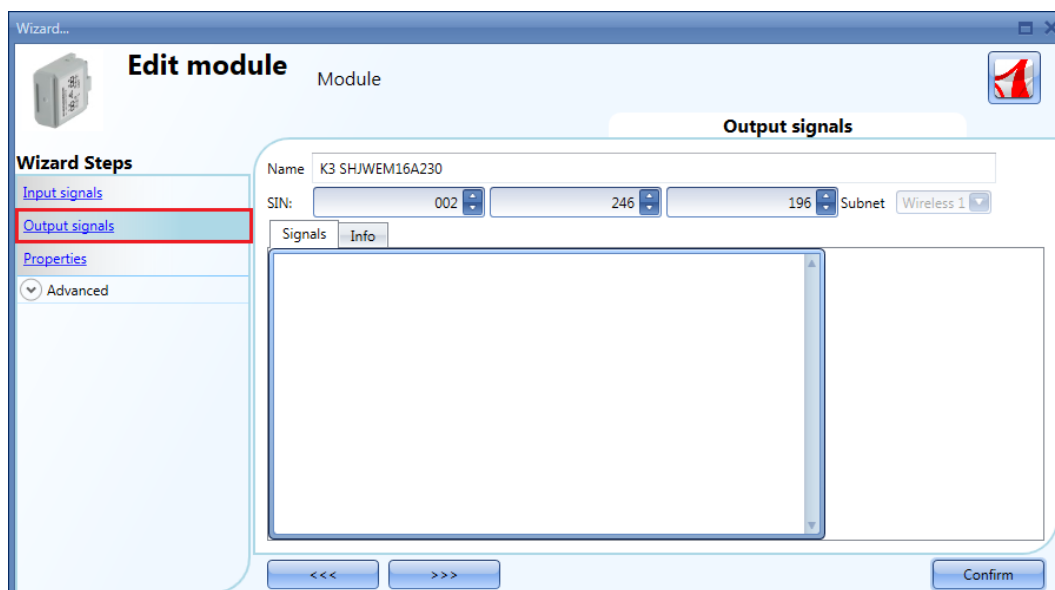 Wizard...
Edit module
Module
Output signals
Wizard Steps
Input signals
Output signals
Properties
Advanced
Name K3 SHJWEM16A230
SIN: 002 246 196 Subnet Wireless 1
Signals Info
<<< >>> Confirm